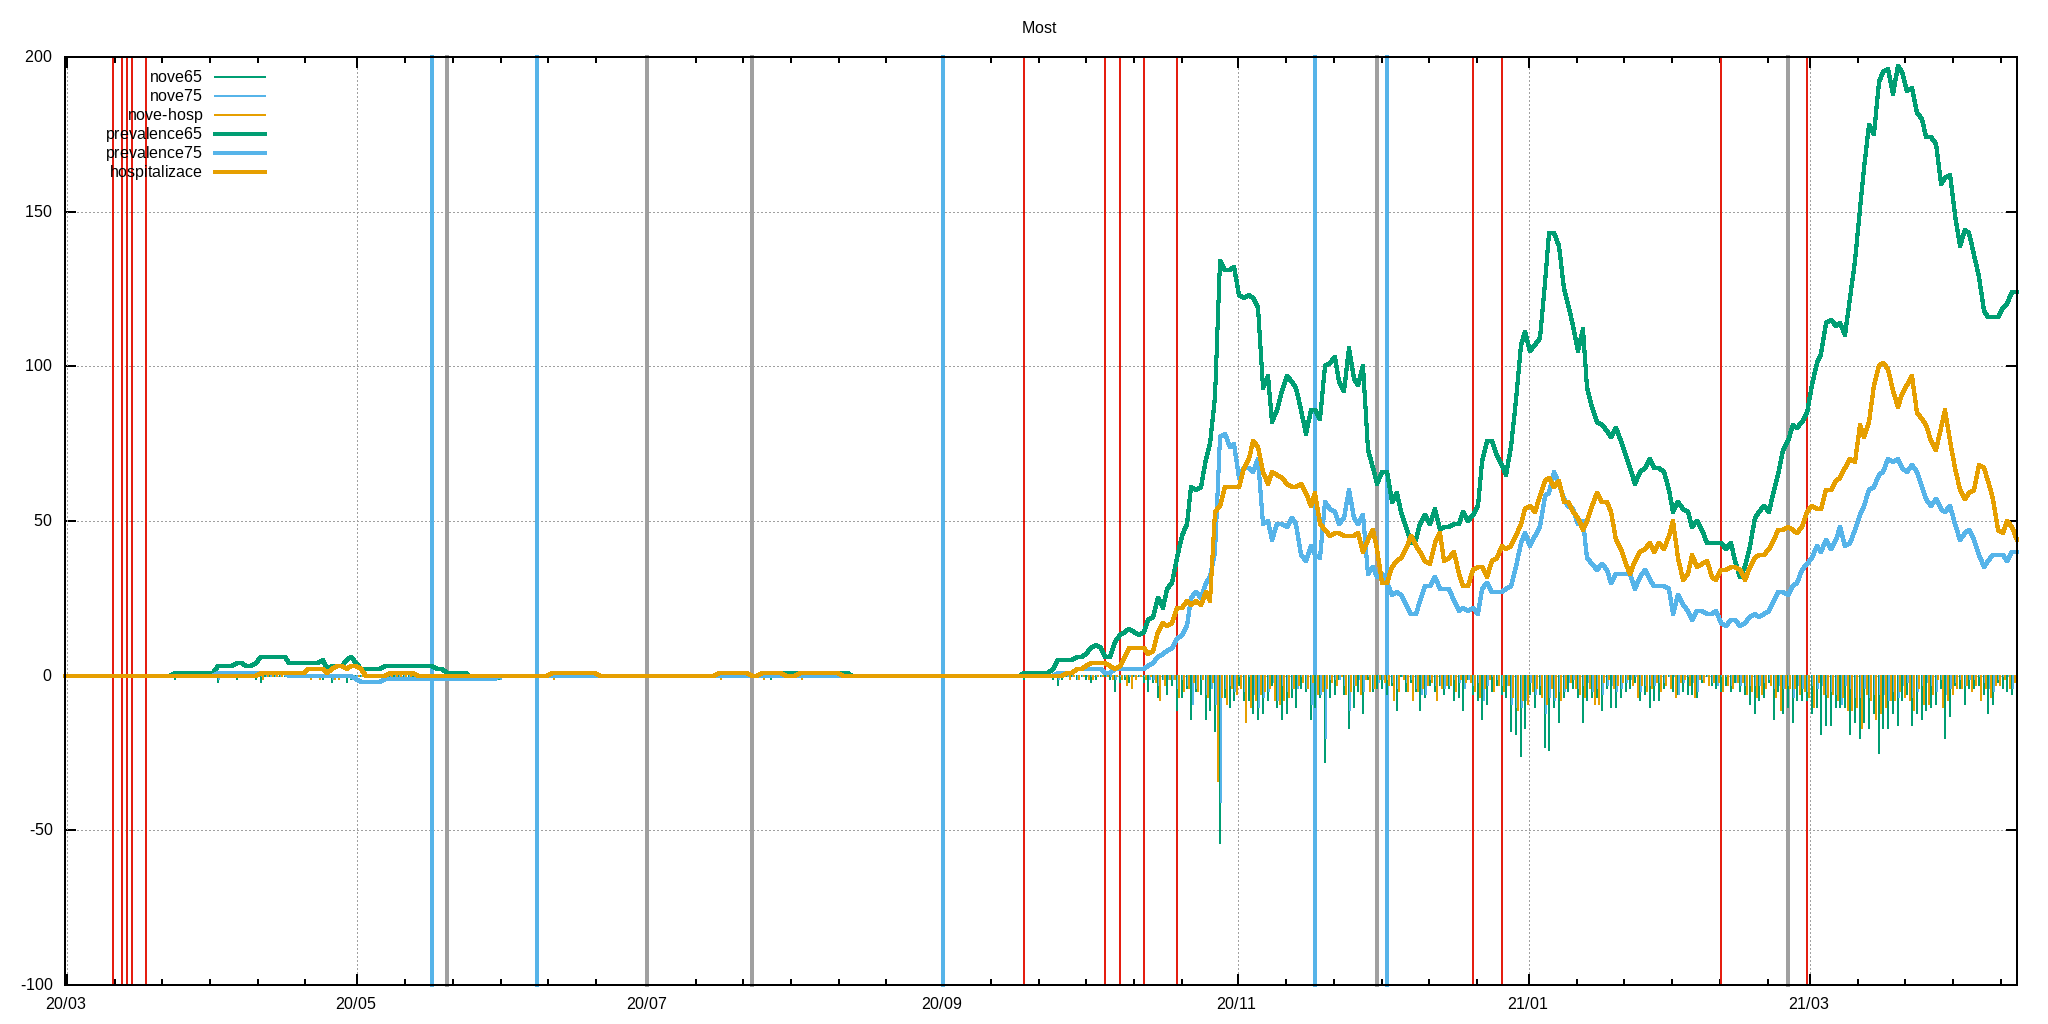 Most
200
nove65
nove75
nove-hosp
prevalence65
prevalence75
hospitalizace
150
100
50
0
-50
-100
20/03 20/05 20/07 20/09 20/11 21/01 21/03